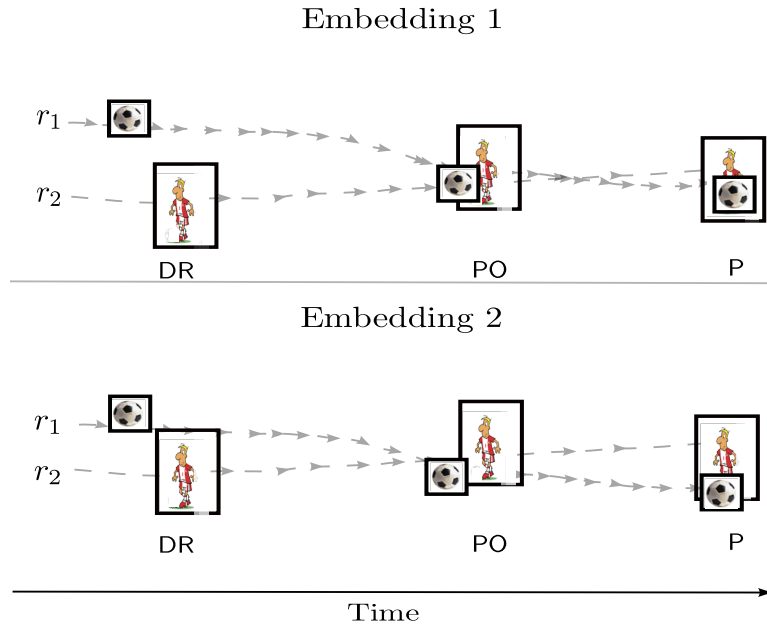 Embedding 1
r1
r2
DR PO P
Embedding 2
r1
r2
DR PO P
Time